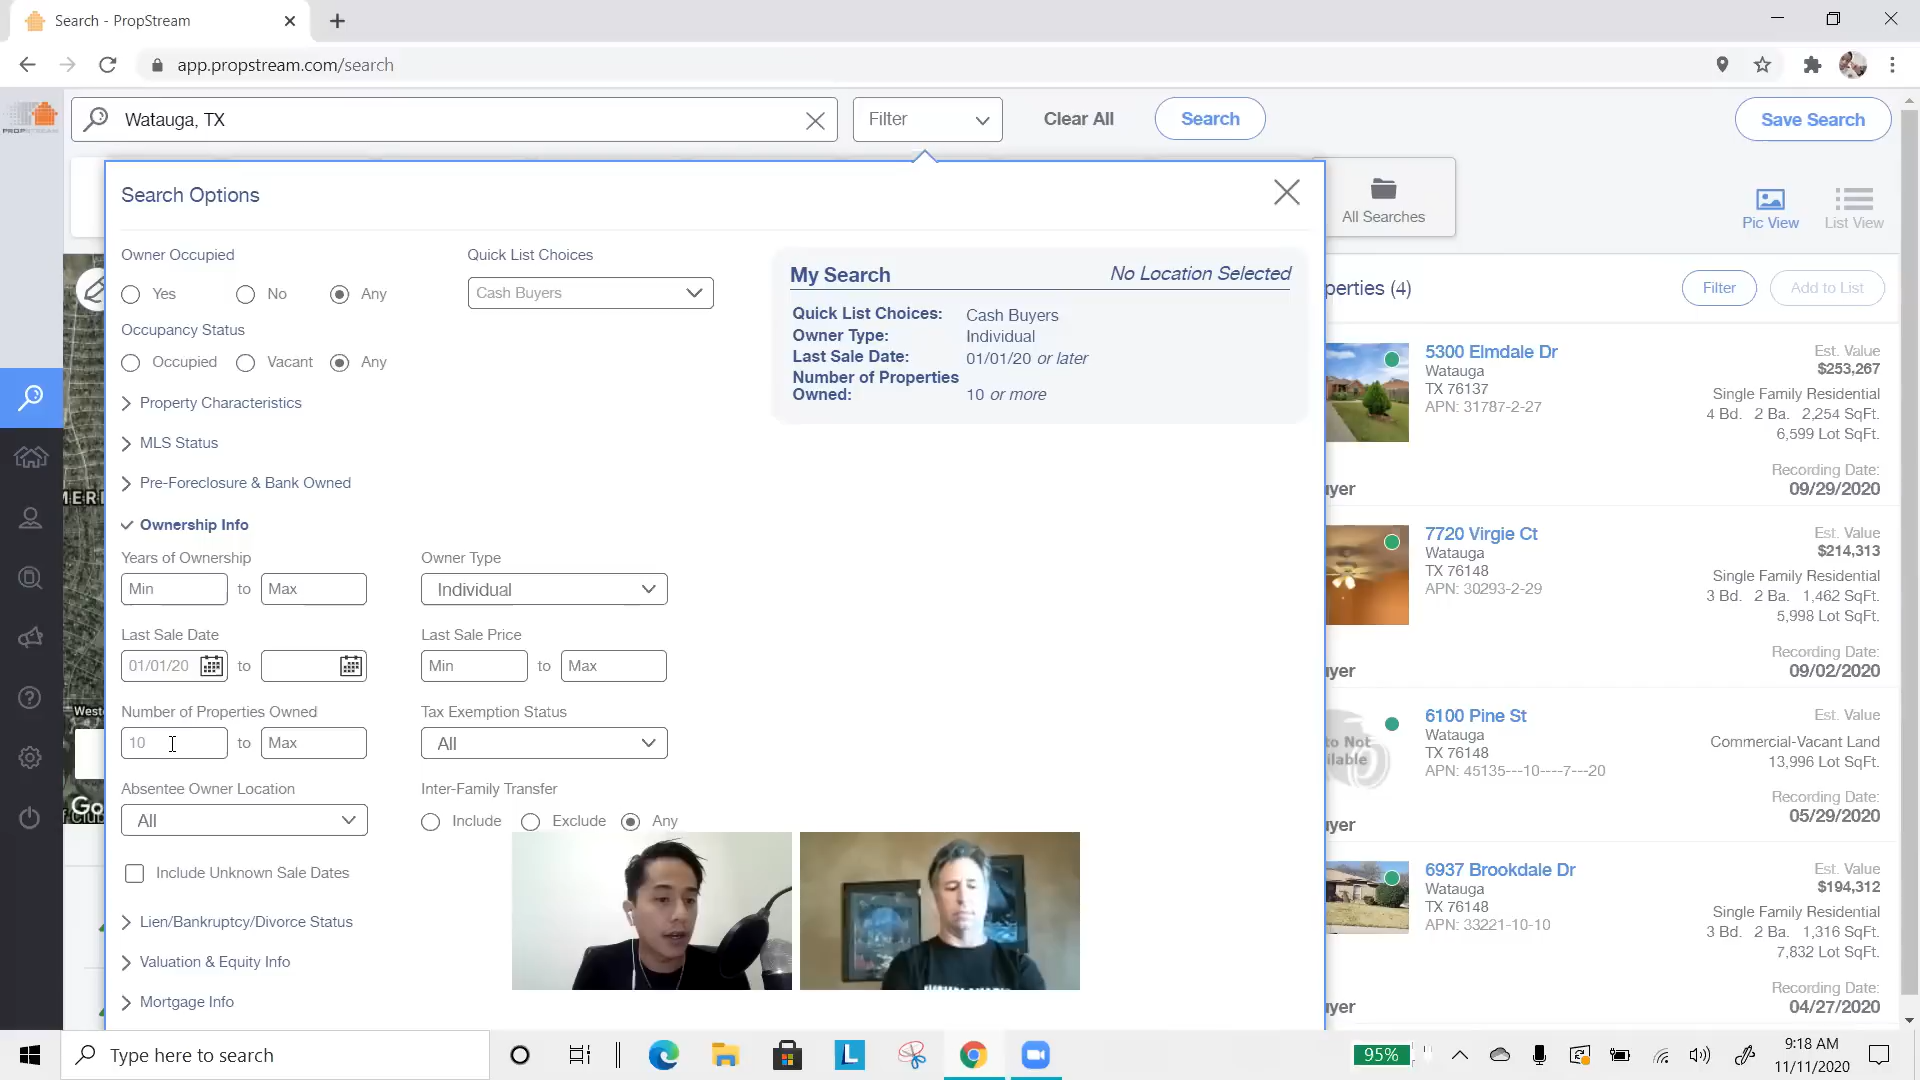 Search - PropStream
app.propstream.com/search
PROPSTREAM
Watauga, TX
Filter
Clear All
Search
Save Search
Search Options
All Searches
Pic View
List View
Owner Occupied
Yes
No
Any
Quick List Choices
Cash Buyers
My Search
No Location Selected
Quick List Choices: Cash Buyers
Owner Type: Individual
Last Sale Date: 01/01/20 or later
Number of Properties
Owned: 10 or more
Occupancy Status
Occupied
Vacant
Any
Property Characteristics
MLS Status
Pre-Foreclosure & Bank Owned
Ownership Info
Years of Ownership
Min to Max
Owner Type
Individual
Last Sale Date
01/01/20 to
Last Sale Price
Min to Max
Number of Properties Owned
10 to Max
Tax Exemption Status
All
Absentee Owner Location
All
Inter-Family Transfer
Include
Exclude
Any
Include Unknown Sale Dates
Lien/Bankruptcy/Divorce Status
Valuation & Equity Info
Mortgage Info
perties (4)
Filter
Add to List
5300 Elmdale Dr
Watauga
TX 76137
APN: 31787-2-27
Est. Value
$253,267
Single Family Residential
4 Bd. 2 Ba. 2,254 SqFt.
6,599 Lot SqFt.
Recording Date:
yer
09/29/2020
7720 Virgie Ct
Watauga
TX 76148
APN: 30293-2-29
Est. Value
$214,313
Single Family Residential
3 Bd. 2 Ba. 1,462 SqFt.
5,998 Lot SqFt.
Recording Date:
yer
09/02/2020
to Not
ilable
6100 Pine St
Watauga
TX 76148
APN: 45135---10----7---20
Est. Value
Commercial-Vacant Land
13,996 Lot SqFt.
Recording Date:
yer
05/29/2020
6937 Brookdale Dr
Watauga
TX 76148
APN: 33221-10-10
Est. Value
$194,312
Single Family Residential
3 Bd. 2 Ba. 1,316 SqFt.
7,832 Lot SqFt.
Recording Date:
yer
04/27/2020
MERI
Weste
Go
of Club
Type here to search
L
95%
9:18 AM
11/11/2020